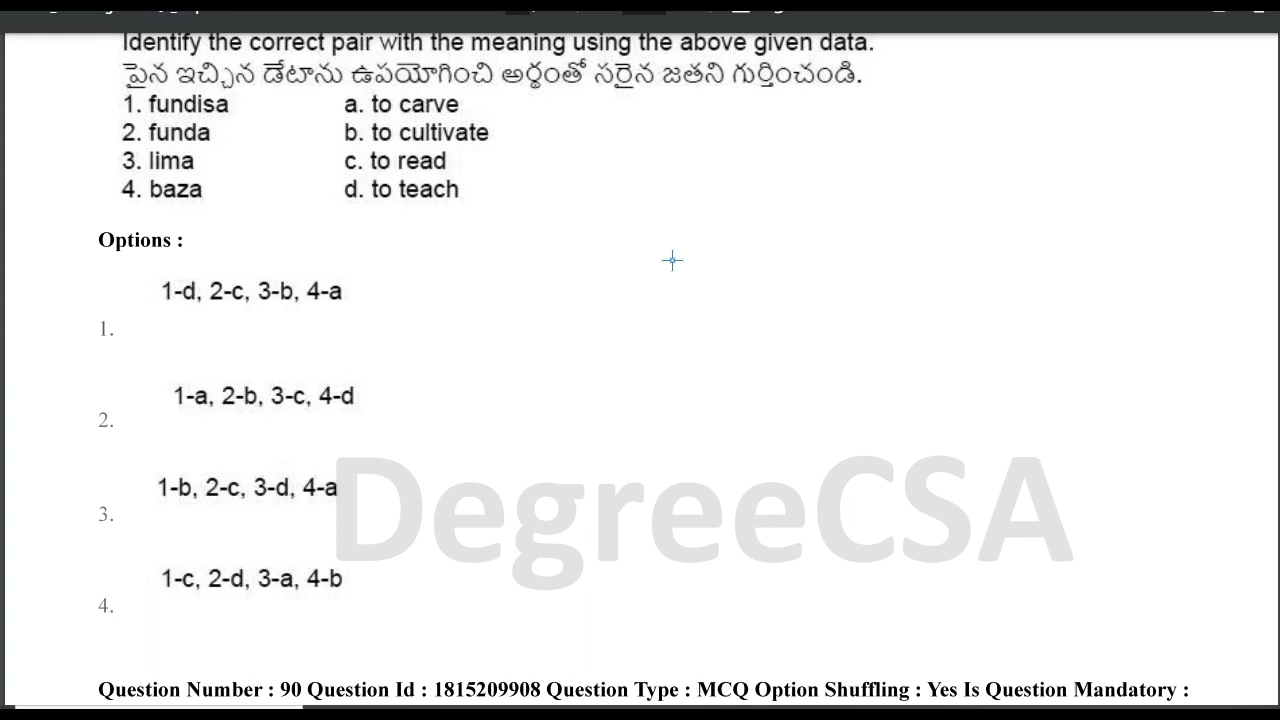 Identify the correct pair with the meaning using the above given data.
పైన ఇచ్చిన డేటాను ఉపయోగించి అర్థంతో సరైన జతని గుర్తించండి.
1. fundisa a. to carve
2. funda b. to cultivate
3. lima c. to read
4. baza d. to teach
Options :
1-d, 2-c, 3-b, 4-a
1.
1-a, 2-b, 3-c, 4-d
2.
1-b, 2-c, 3-d, 4-a
3.
DegreeCSA
1-c, 2-d, 3-a, 4-b
4.
Question Number : 90 Question Id : 1815209908 Question Type : MCQ Option Shuffling : Yes Is Question Mandatory :